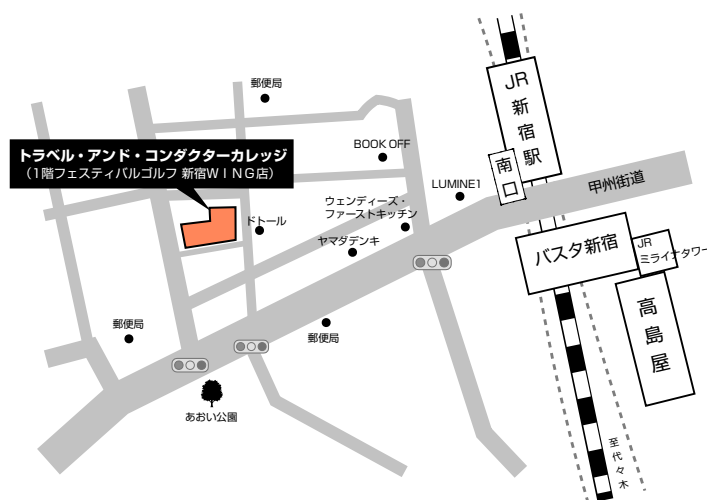 郵便局
JR新宿駅
BOOK OFF
トラベル・アンド・コンダクターカレッジ
（1階フェスティバルゴルフ 新宿ＷＩＮＧ店）
南口
LUMINE1
甲州街道
ウェンディーズ・
ファーストキッチン
ドトール
ヤマダデンキ
バスタ新宿
JR
ミライナタワー
高島屋
郵便局
郵便局
あおい公園
至代々木